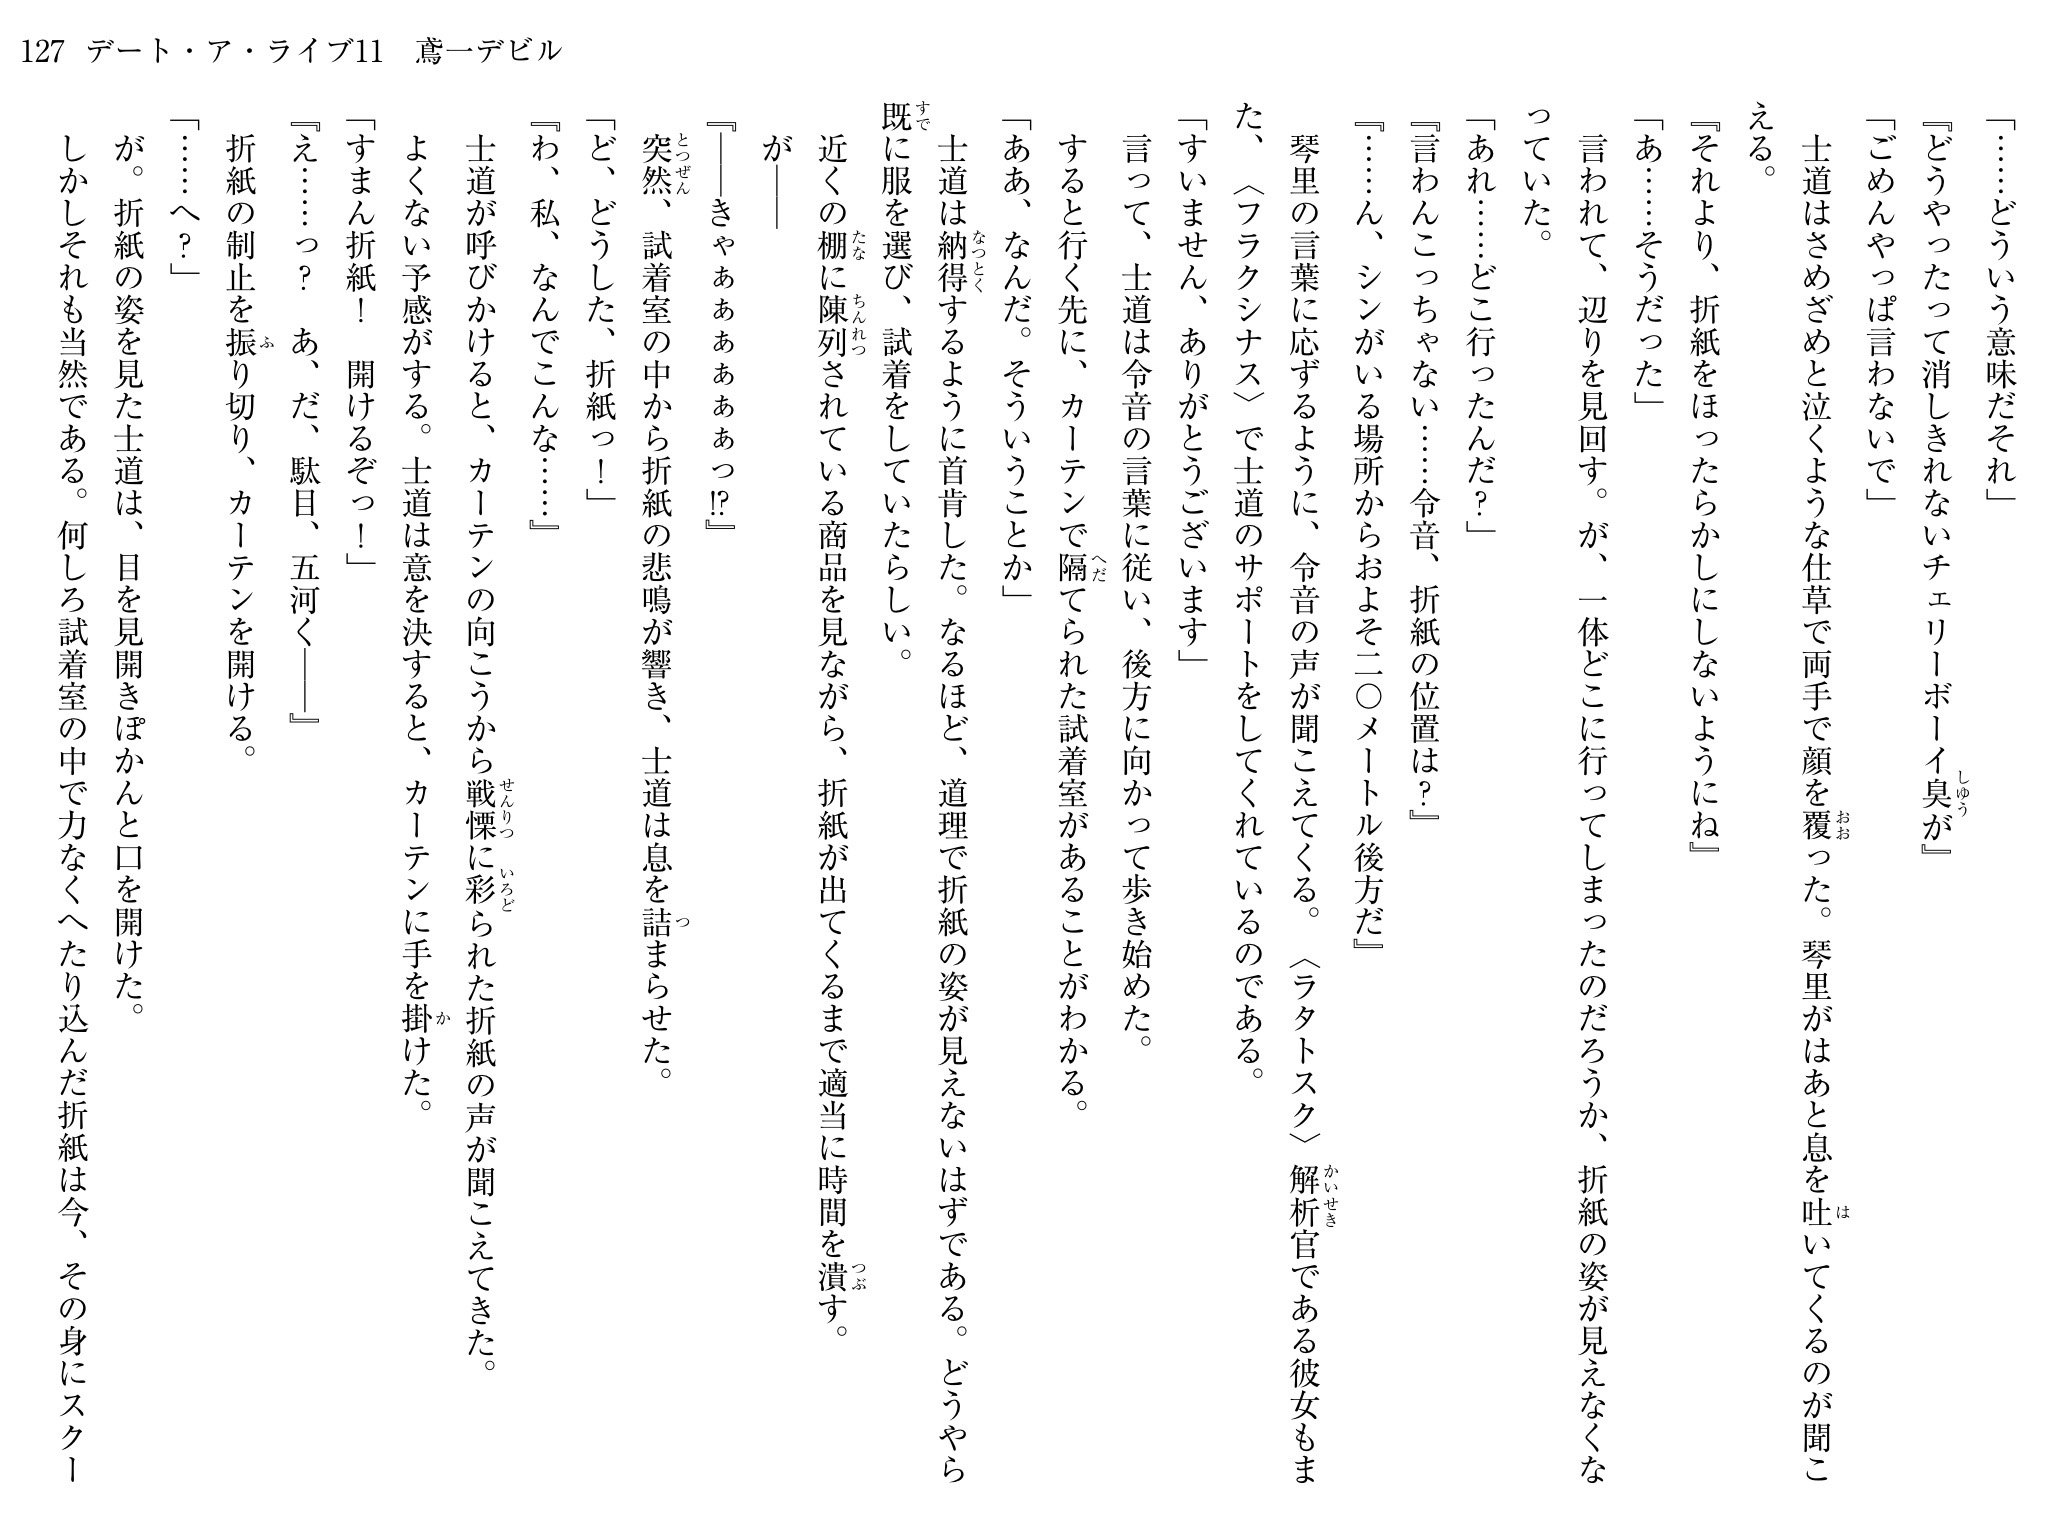 127 デート・ア・ライブ11　鳶一デビル
「……どういう意味だそれ」
『どうやったって消しきれないチェリーボーイ臭が』
「ごめんやっぱ言わないで」
　士道はさめざめと泣くような仕草で両手で顔を覆った。琴里がはあと息を吐いてくるのが聞こ
える。
『それより、折紙をほったらかしにしないようにね』
「あ……そうだった」
　言われて、辺りを見回す。が、一体どこに行ってしまったのだろうか、折紙の姿が見えなくな
っていた。
「あれ……どこ行ったんだ？」
『言わんこっちゃない……令音、折紙の位置は？』
『……ん、シンがいる場所からおよそ二〇メートル後方だ』
　琴里の言葉に応ずるように、令音の声が聞こえてくる。〈ラタトスク〉解析官である彼女もま
た、〈フラクシナス〉で士道のサポートをしてくれているのである。
「すいません、ありがとうございます」
　言って、士道は令音の言葉に従い、後方に向かって歩き始めた。
　すると行く先に、カーテンで隔てられた試着室があることがわかる。
「ああ、なんだ。そういうことか」
　士道は納得するように首肯した。なるほど、道理で折紙の姿が見えないはずである。どうやら
既に服を選び、試着をしていたらしい。
　近くの棚に陳列されている商品を見ながら、折紙が出てくるまで適当に時間を潰す。
　が――
『――きゃぁぁぁぁぁぁっ!?』
　突然、試着室の中から折紙の悲鳴が響き、士道は息を詰まらせた。
「ど、どうした、折紙っ！」
『わ、私、なんでこんな……』
　士道が呼びかけると、カーテンの向こうから戦慄に彩られた折紙の声が聞こえてきた。
　よくない予感がする。士道は意を決すると、カーテンに手を掛けた。
「すまん折紙！　開けるぞっ！」
『え……っ？　あ、だ、駄目、五河く――』
　折紙の制止を振り切り、カーテンを開ける。
「……へ？」
　が。折紙の姿を見た士道は、目を見開きぽかんと口を開けた。
　しかしそれも当然である。何しろ試着室の中で力なくへたり込んだ折紙は今、その身にスクー